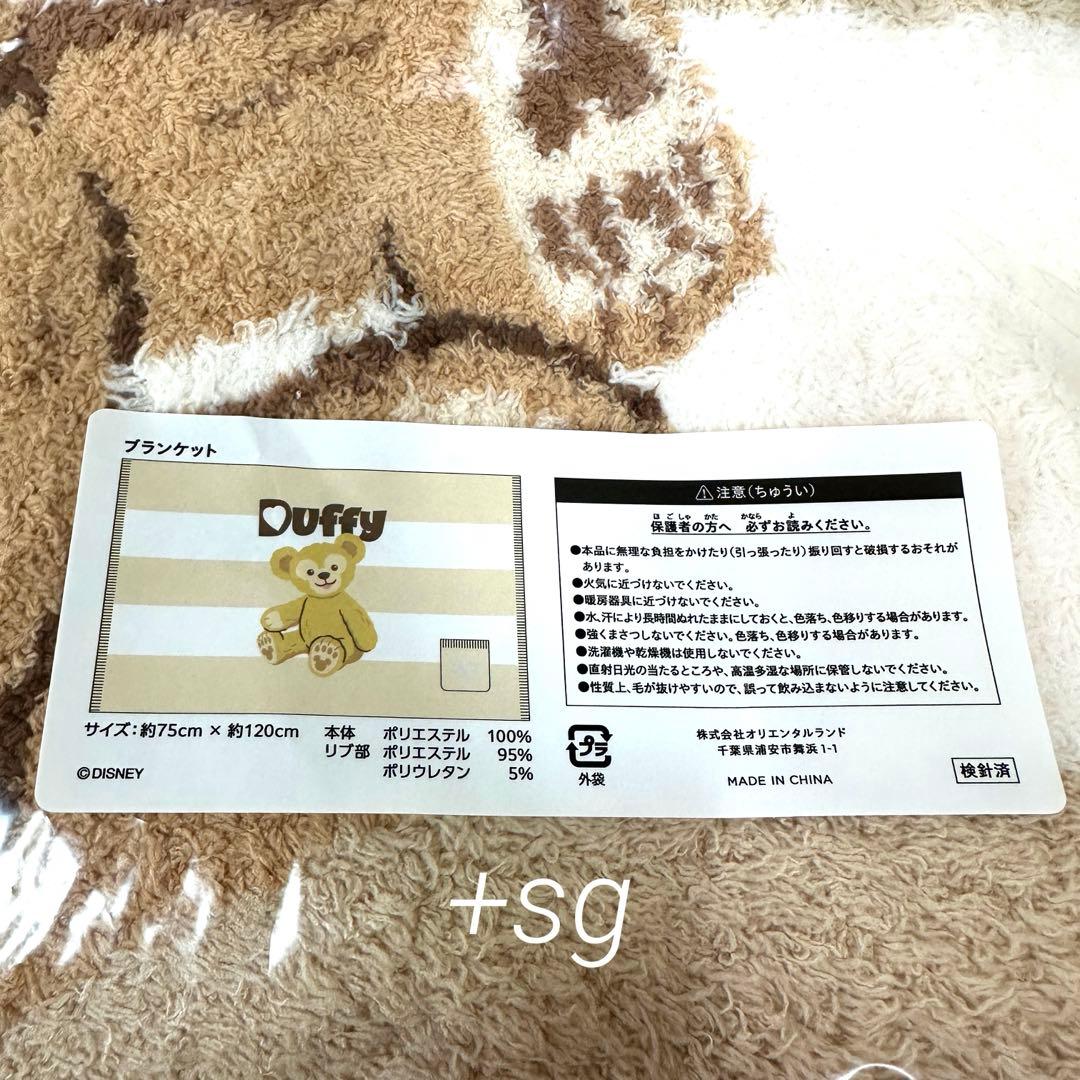 ブランケット
Duffy
サイズ：約75cm × 約120cm
本体 ポリエステル 100%
リブ部 ポリエステル 95%
ポリウレタン 5%
©DISNEY
⚠注意（ちゅうい）
ほごしゃ かた かなら よ
保護者の方へ 必ずお読みください。
●本品に無理な負担をかけたり（引っ張ったり）振り回すと破損するおそれが
あります。
●火気に近づけないでください。
●暖房器具に近づけないでください。
●水、汗により長時間ぬれたままにしておくと、色落ち、色移りする場合があります。
●強くまさつしないでください。色落ち、色移りする場合があります。
●洗濯機や乾燥機は使用しないでください。
●直射日光の当たるところや、高温多湿な場所に保管しないでください。
●性質上、毛が抜けやすいので、誤って飲み込まないように注意してください。
プラ
外袋
株式会社オリエンタルランド
千葉県浦安市舞浜1-1
MADE IN CHINA
検針済
+sg